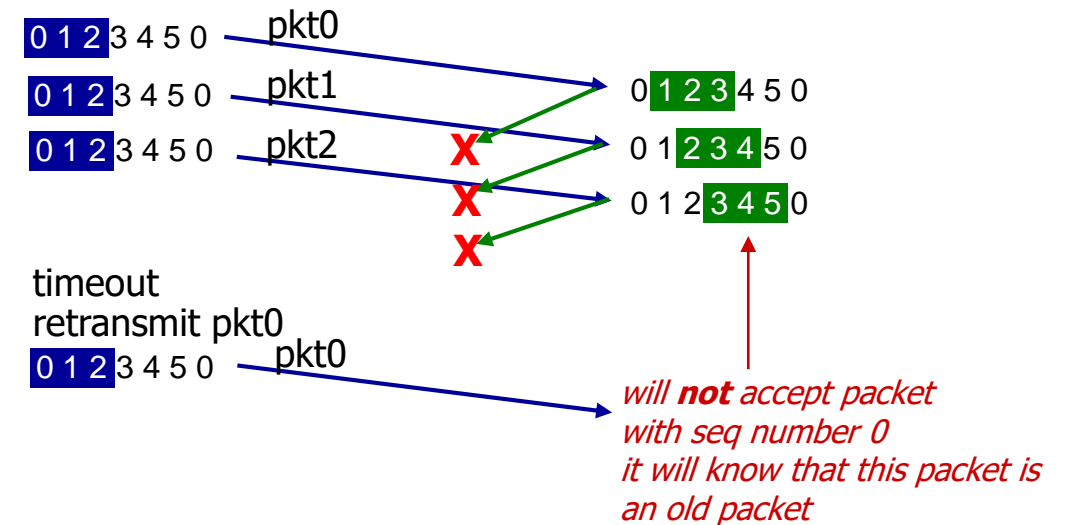 0 1 2 3 4 5 0 pkt0
0 1 2 3 4 5 0
0 1 2 3 4 5 0 pkt1
X 0 1 2 3 4 5 0
0 1 2 3 4 5 0 pkt2
X 0 1 2 3 4 5 0
X
timeout
retransmit pkt0
0 1 2 3 4 5 0 pkt0
will not accept packet
with seq number 0
it will know that this packet is
an old packet